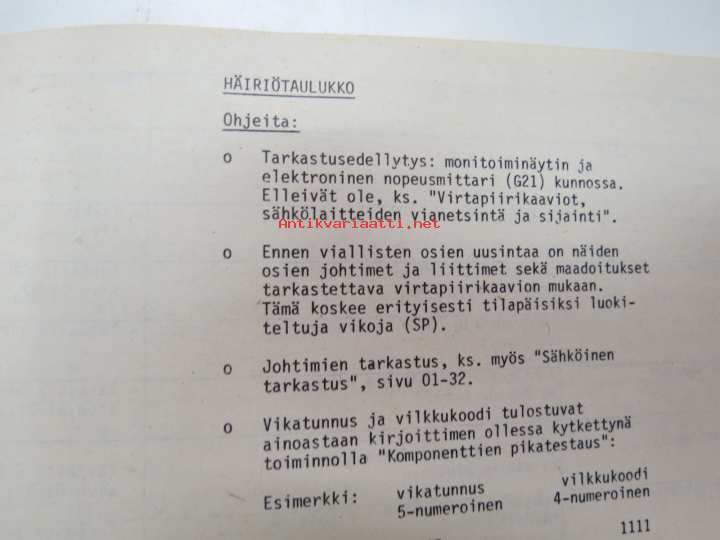 HÄIRIÖTAULUKKO
Ohjeita:
o Tarkastusedellytys: monitoiminäytin ja
elektroninen nopeusmittari (G21) kunnossa.
Elleivät ole, ks. "Virtapiirikaaviot,
sähkölaitteiden vianetsintä ja sijainti".
Antikvariaatti.net
o Ennen viallisten osien uusintaa on näiden
osien johtimet ja liittimet sekä maadoitukset
tarkastettava virtapiirikaavion mukaan.
Tämä koskee erityisesti tilapäisiksi luoki-
teltuja vikoja (SP).
o Johtimien tarkastus, ks. myös "Sähköinen
tarkastus", sivu 01-32.
o Vikatunnus ja vilkkukoodi tulostuvat
ainoastaan kirjoittimen ollessa kytkettynä
toiminnolla "Komponenttien pikatestaus":
Esimerkki: vikatunnus vilkkukoodi
5-numeroinen 4-numeroinen
1111